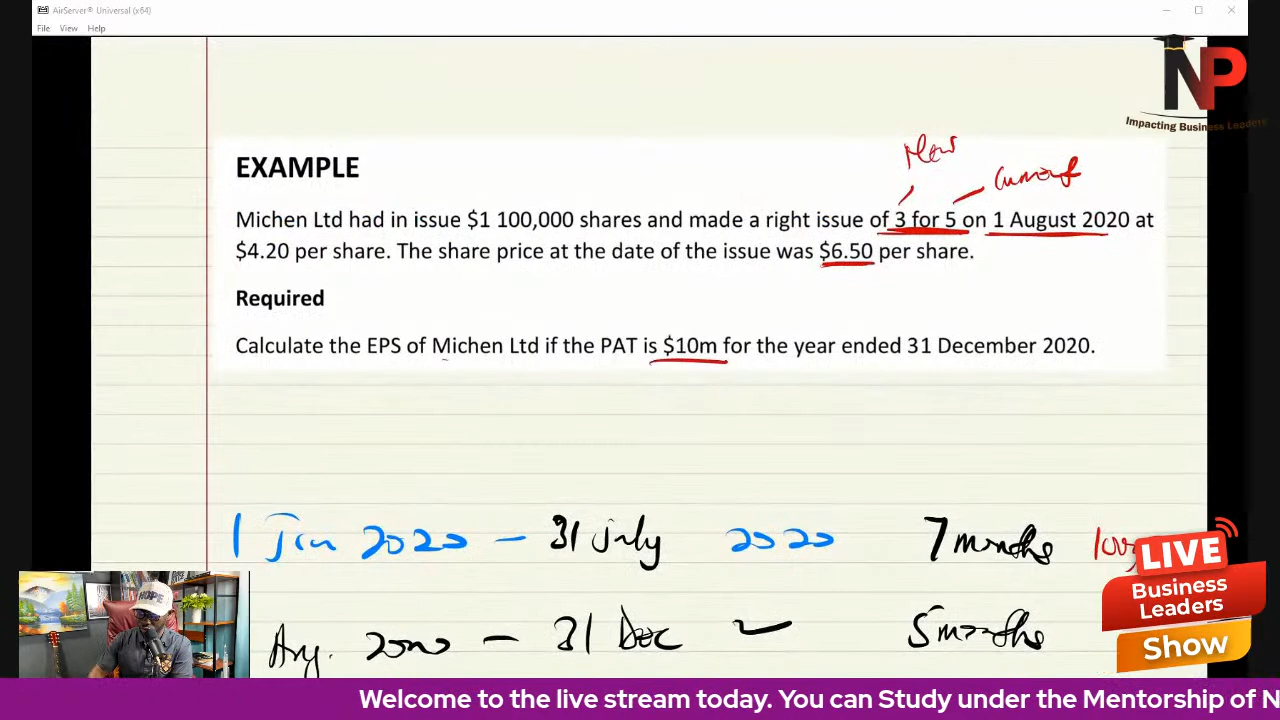 AirServer® Universal (x64)
File View Help
NP
Impacting Business Leaders
New
Current
EXAMPLE
Michen Ltd had in issue $1 100,000 shares and made a right issue of 3 for 5 on 1 August 2020 at
$4.20 per share. The share price at the date of the issue was $6.50 per share.
Required
Calculate the EPS of Michen Ltd if the PAT is $10m for the year ended 31 December 2020.
1 Jan 2020 - 31 july 2020 7 months
Aug. 2020 - 31 Dec 5 months
HOPE
LIVE
Business
Leaders
Show
Welcome to the live stream today. You can Study under the Mentorship of N